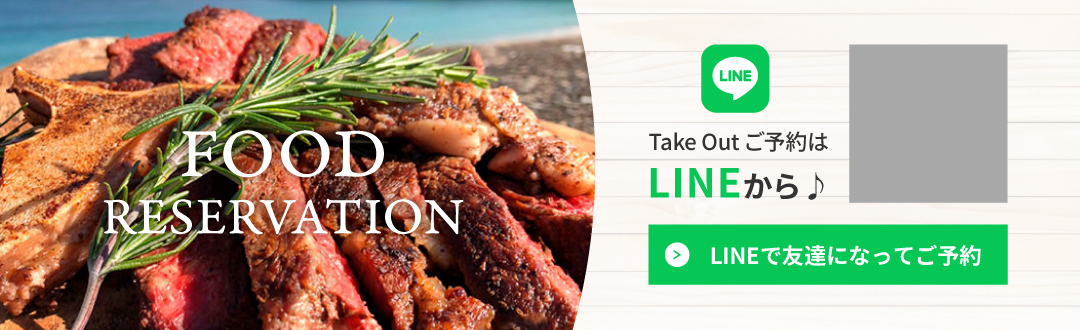 FOOD
RESERVATION
LINE
Take Out ご予約は
LINEから♪
LINEで友達になってご予約